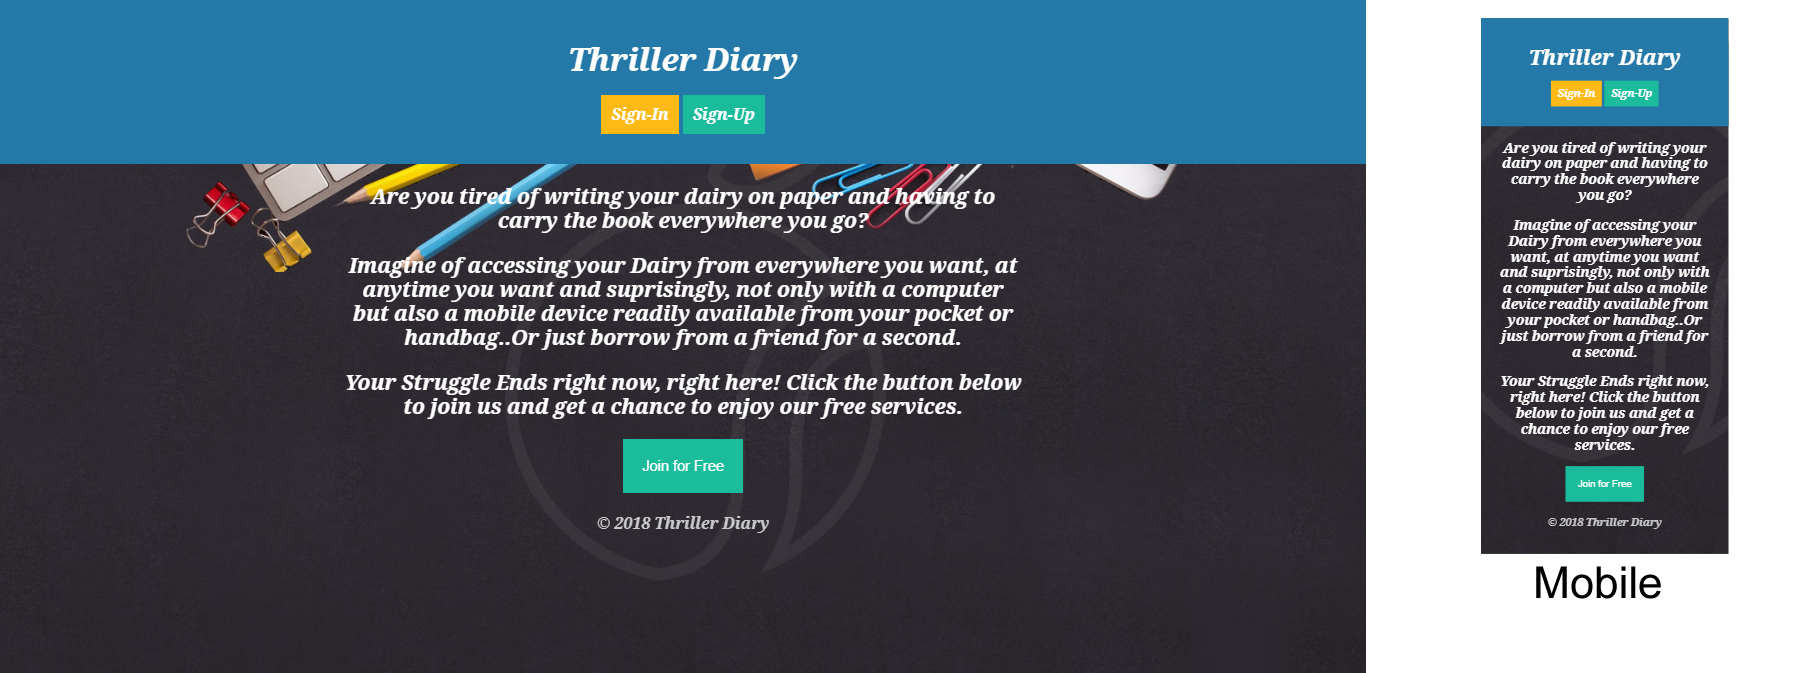 Thriller Diary
Sign-In Sign-Up
Are you tired of writing your dairy on paper and having to
carry the book everywhere you go?
Imagine of accessing your Dairy from everywhere you want, at
anytime you want and suprisingly, not only with a computer
but also a mobile device readily available from your pocket or
handbag..Or just borrow from a friend for a second.
Your Struggle Ends right now, right here! Click the button below
to join us and get a chance to enjoy our free services.
Join for Free
© 2018 Thriller Diary
Thriller Diary
Sign-In Sign-Up
Are you tired of writing your
dairy on paper and having to
carry the book everywhere
you go?
Imagine of accessing your
Dairy from everywhere you
want, at anytime you want
and suprisingly, not only with
a computer but also a mobile
device readily available from
your pocket or handbag..Or
just borrow from a friend for
a second.
Your Struggle Ends right now,
right here! Click the button
below to join us and get a
chance to enjoy our free
services.
Join for Free
© 2018 Thriller Diary
Mobile